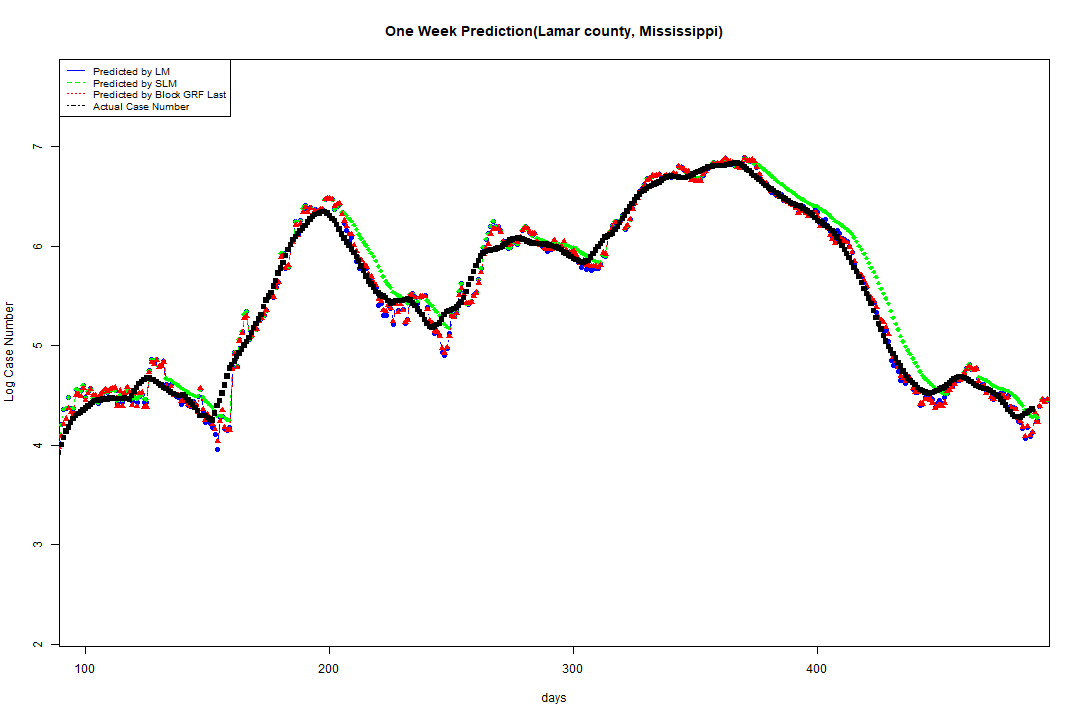 One Week Prediction(Lamar county, Mississippi)
Predicted by LM
Predicted by SLM
Predicted by Block GRF Last
Actual Case Number
7
6
5
4
3
2
Log Case Number
100 200 300 400
days